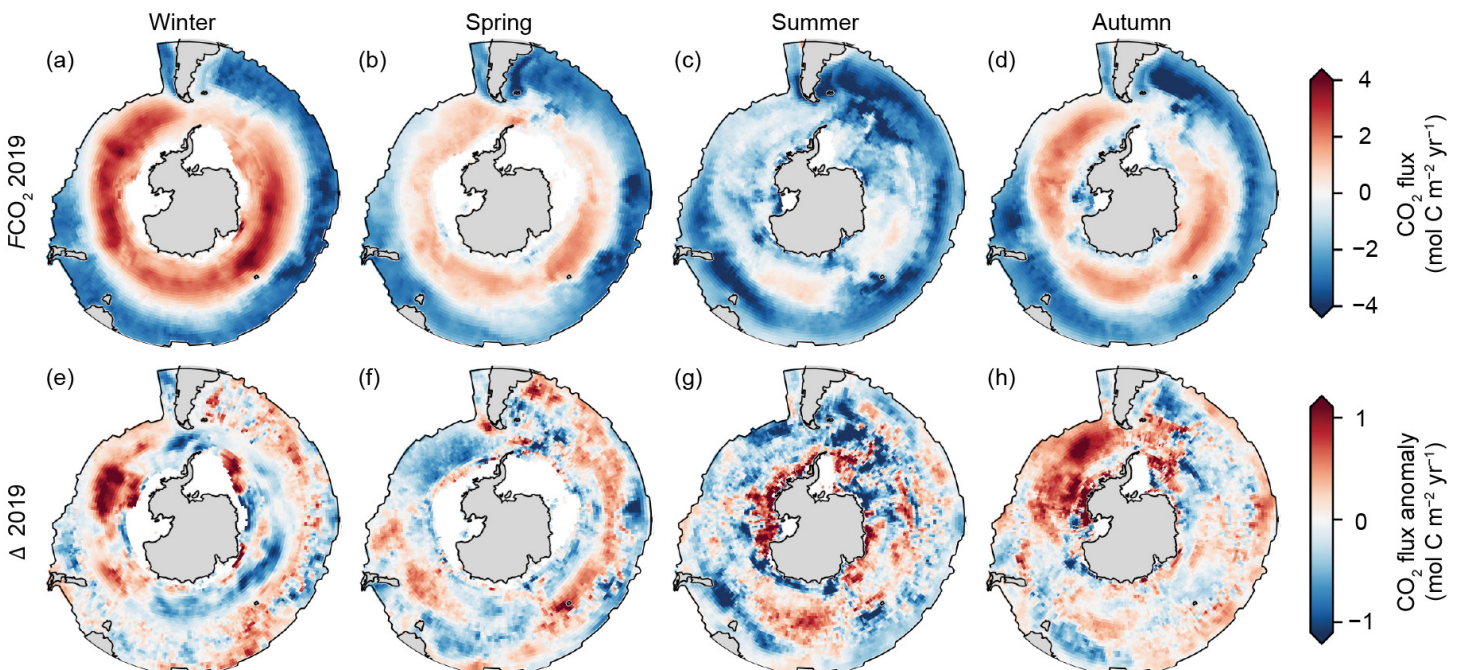 Winter
Spring
Summer
Autumn
(a)
(b)
(c)
(d)
FCO₂ 2019
4
2
0
−2
−4
CO₂ flux
(mol C m⁻² yr⁻¹)
(e)
(f)
(g)
(h)
Δ 2019
1
0
−1
CO₂ flux anomaly
(mol C m⁻² yr⁻¹)